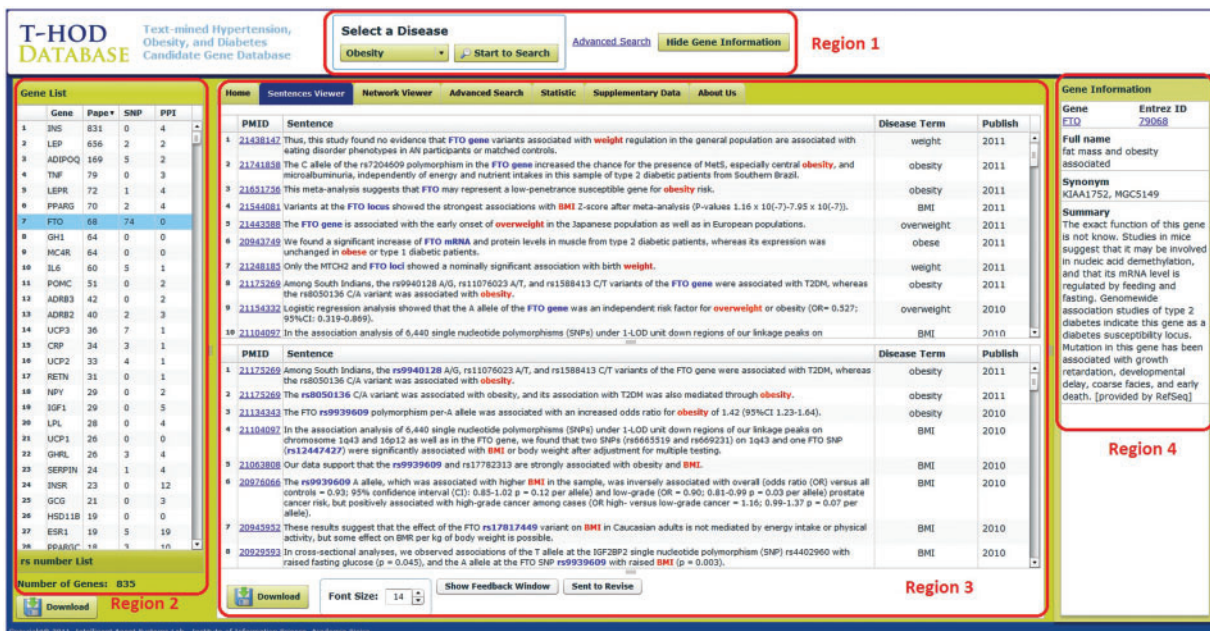 T-HOD
DATABASE
Text-mined Hypertension,
Obesity, and Diabetes
Candidate Gene Database
Select a Disease
Obesity
Start to Search
Advanced Search
Hide Gene Information
Region 1
Gene List
Gene Pape▾ SNP PPI
1 INS 831 0 4
2 LEP 656 2 2
3 ADIPOQ 169 5 2
4 TNF 79 0 3
5 LEPR 72 1 4
6 PPARG 70 2 4
7 FTO 68 74 0
8 GH1 64 0 0
9 MC4R 64 0 0
10 IL6 60 5 1
11 POMC 51 0 2
12 ADRB3 42 0 2
13 ADRB2 40 2 3
14 UCP3 36 7 1
15 CRP 34 3 1
16 UCP2 33 4 1
17 RETN 31 0 1
18 NPY 29 0 2
19 IGF1 29 0 5
20 LPL 28 0 4
21 UCP1 26 0 0
22 GHRL 26 3 4
23 SERPIN 24 1 4
24 INSR 23 0 12
25 GCG 21 0 3
26 HSD11B 19 0 0
27 ESR1 19 5 19
28 PPARGC 18 3 10
rs number List
Number of Genes: 835
Download
Region 2
Home Sentences Viewer Network Viewer Advanced Search Statistic Supplementary Data About Us
PMID Sentence Disease Term Publish
1 21438147 Thus, this study found no evidence that FTO gene variants associated with weight regulation in the general population are associated with weight 2011
eating disorder phenotypes in AN participants or matched controls.
2 21741858 The C allele of the rs7204609 polymorphism in the FTO gene increased the chance for the presence of MetS, especially central obesity, and obesity 2011
microalbuminuria, independently of energy and nutrient intakes in this sample of type 2 diabetic patients from Southern Brazil.
3 21651756 This meta-analysis suggests that FTO may represent a low-penetrance susceptible gene for obesity risk. obesity 2011
4 21544081 Variants at the FTO locus showed the strongest associations with BMI Z-score after meta-analysis (P-values 1.16 x 10(-7)-7.95 x 10(-7)). BMI 2011
5 21443588 The FTO gene is associated with the early onset of overweight in the Japanese population as well as in European populations. overweight 2011
6 20943749 We found a significant increase of FTO mRNA and protein levels in muscle from type 2 diabetic patients, whereas its expression was obese 2011
unchanged in obese or type 1 diabetic patients.
7 21248185 Only the MTCH2 and FTO loci showed a nominally significant association with birth weight. weight 2011
8 21175269 Among South Indians, the rs9940128 A/G, rs11076023 A/T, and rs1588413 C/T variants of the FTO gene were associated with T2DM, whereas obesity 2011
the rs8050136 C/A variant was associated with obesity.
9 21154332 Logistic regression analysis showed that the A allele of the FTO gene was an independent risk factor for overweight or obesity (OR= 0.527; overweight 2010
95%CI: 0.319-0.869).
10 21104097 In the association analysis of 6,440 single nucleotide polymorphisms (SNPs) under 1-LOD unit down regions of our linkage peaks on BMI 2010
PMID Sentence Disease Term Publish
1 21175269 Among South Indians, the rs9940128 A/G, rs11076023 A/T, and rs1588413 C/T variants of the FTO gene were associated with T2DM, whereas obesity 2011
the rs8050136 C/A variant was associated with obesity.
2 21175269 The rs8050136 C/A variant was associated with obesity, and its association with T2DM was also mediated through obesity. obesity 2011
3 21134343 The FTO rs9939609 polymorphism per-A allele was associated with an increased odds ratio for obesity of 1.42 (95%CI 1.23-1.64). obesity 2010
4 21104097 In the association analysis of 6,440 single nucleotide polymorphisms (SNPs) under 1-LOD unit down regions of our linkage peaks on BMI 2010
chromosome 1q43 and 16p12 as well as in the FTO gene, we found that two SNPs (rs6665519 and rs669231) on 1q43 and one FTO SNP
(rs12447427) were significantly associated with BMI or body weight after adjustment for multiple testing.
5 21063808 Our data support that the rs9939609 and rs17782313 are strongly associated with obesity and BMI. BMI 2010
6 20976066 The rs9939609 A allele, which was associated with higher BMI in the sample, was inversely associated with overall (odds ratio (OR) versus all BMI 2010
controls = 0.93; 95% confidence interval (CI): 0.85-1.02 p = 0.12 per allele) and low-grade (OR = 0.90; 0.81-0.99 p = 0.03 per allele) prostate
cancer risk, but positively associated with high-grade cancer among cases (OR high- versus low-grade cancer = 1.16; 0.99-1.37 p = 0.07 per
allele).
7 20945952 These results suggest that the effect of the FTO rs17817449 variant on BMI in Caucasian adults is not mediated by energy intake or physical BMI 2010
activity, but some effect on BMR per kg of body weight is possible.
8 20929593 In cross-sectional analyses, we observed associations of the T allele at the IGF2BP2 single nucleotide polymorphism (SNP) rs4402960 with BMI 2010
raised fasting glucose (p = 0.045), and the A allele at the FTO SNP rs9939609 with raised BMI (p = 0.003).
Download
Font Size: 14
Show Feedback Window
Sent to Revise
Region 3
Gene Information
Gene Entrez ID
FTO 79068
Full name
fat mass and obesity
associated
Synonym
KIAA1752, MGC5149
Summary
The exact function of this gene
is not know. Studies in mice
suggest that it may be involved
in nucleic acid demethylation,
and that its mRNA level is
regulated by feeding and
fasting. Genomewide
association studies of type 2
diabetes indicate this gene as a
diabetes susceptibility locus.
Mutation in this gene has been
associated with growth
retardation, developmental
delay, coarse facies, and early
death. [provided by RefSeq]
Region 4